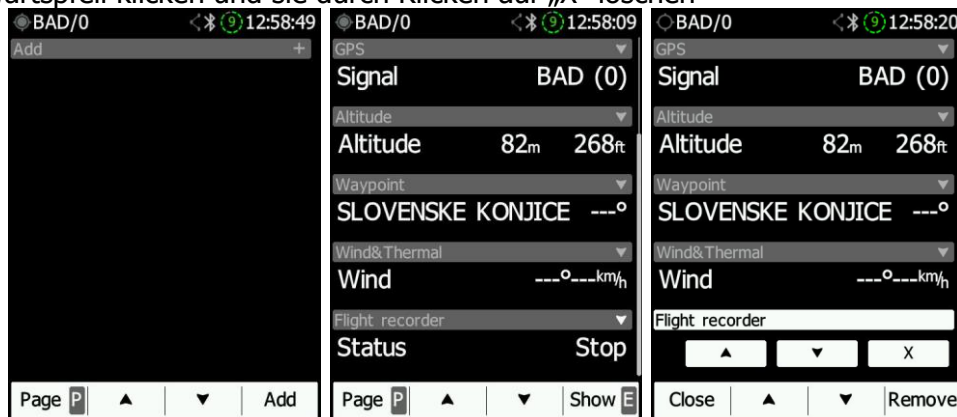 klicken und sie durch Klicken auf „X“ löschen
BAD/0 9 12:58:49
Add +
Page P ▲ ▼ Add
BAD/0 9 12:58:09
GPS ▼
Signal BAD (0)
Altitude ▼
Altitude 82m 268ft
Waypoint ▼
SLOVENSKE KONJICE ---°
Wind&Thermal ▼
Wind ---°---km/h
Flight recorder ▼
Status Stop
Page P ▲ ▼ Show E
BAD/0 9 12:58:20
GPS ▼
Signal BAD (0)
Altitude ▼
Altitude 82m 268ft
Waypoint ▼
SLOVENSKE KONJICE ---°
Wind&Thermal ▼
Wind ---°---km/h
Flight recorder
▲ ▼ X
Close ▲ ▼ Remove